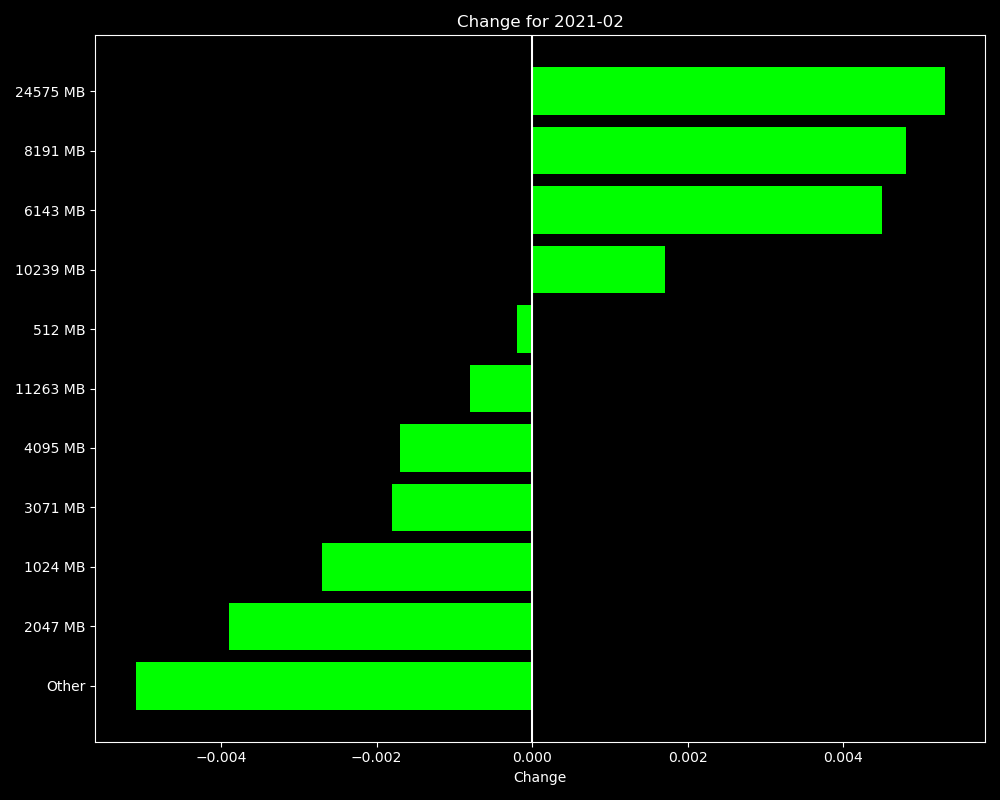 Change for 2021-02
24575 MB
8191 MB
6143 MB
10239 MB
512 MB
11263 MB
4095 MB
3071 MB
1024 MB
2047 MB
Other
−0.004 −0.002 0.000 0.002 0.004
Change